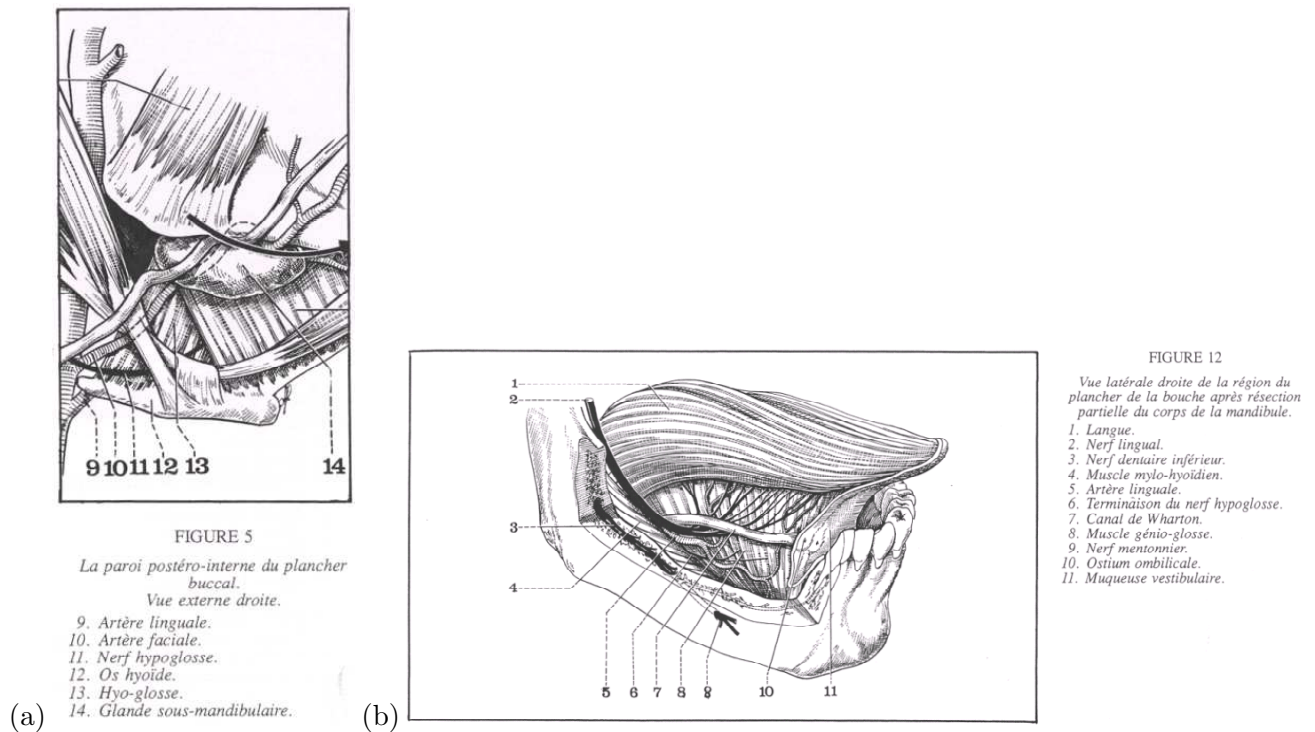 9 10 11 12 13 14
FIGURE 5
La paroi postéro-interne du plancher
buccal.
Vue externe droite.
9. Artère linguale.
10. Artère faciale.
11. Nerf hypoglosse.
12. Os hyoïde.
13. Hyo-glosse.
14. Glande sous-mandibulaire.
(a)
1
2
3
4
5 6 7 8 9 10 11
(b)
FIGURE 12
Vue latérale droite de la région du
plancher de la bouche après résection
partielle du corps de la mandibule.
1. Langue.
2. Nerf lingual.
3. Nerf dentaire inférieur.
4. Muscle mylo-hyoïdien.
5. Artère linguale.
6. Terminaison du nerf hypoglosse.
7. Canal de Wharton.
8. Muscle génio-glosse.
9. Nerf mentonnier.
10. Ostium ombilicale.
11. Muqueuse vestibulaire.